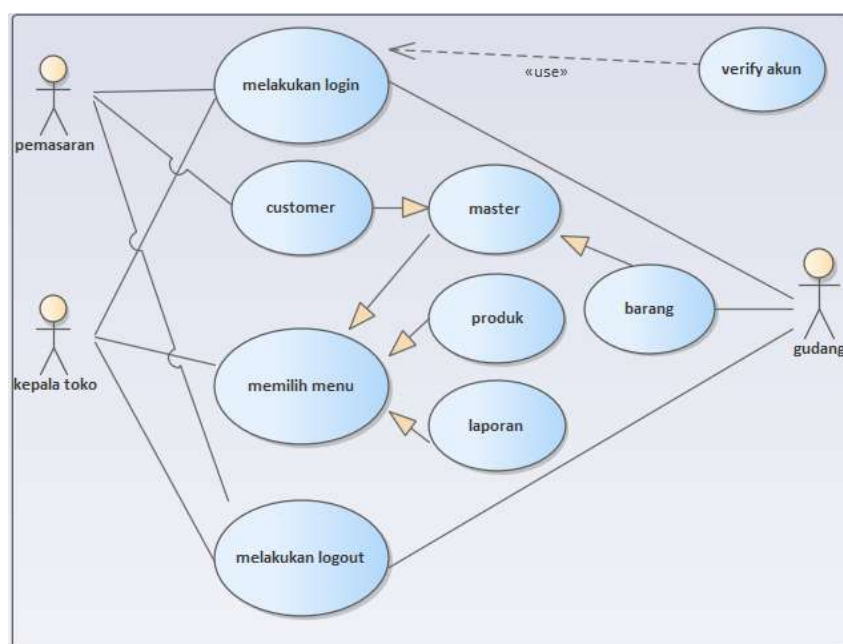 melakukan login
«use»
verify akun
pemasaran
customer
master
produk
barang
gudang
kepala toko
memilih menu
laporan
melakukan logout